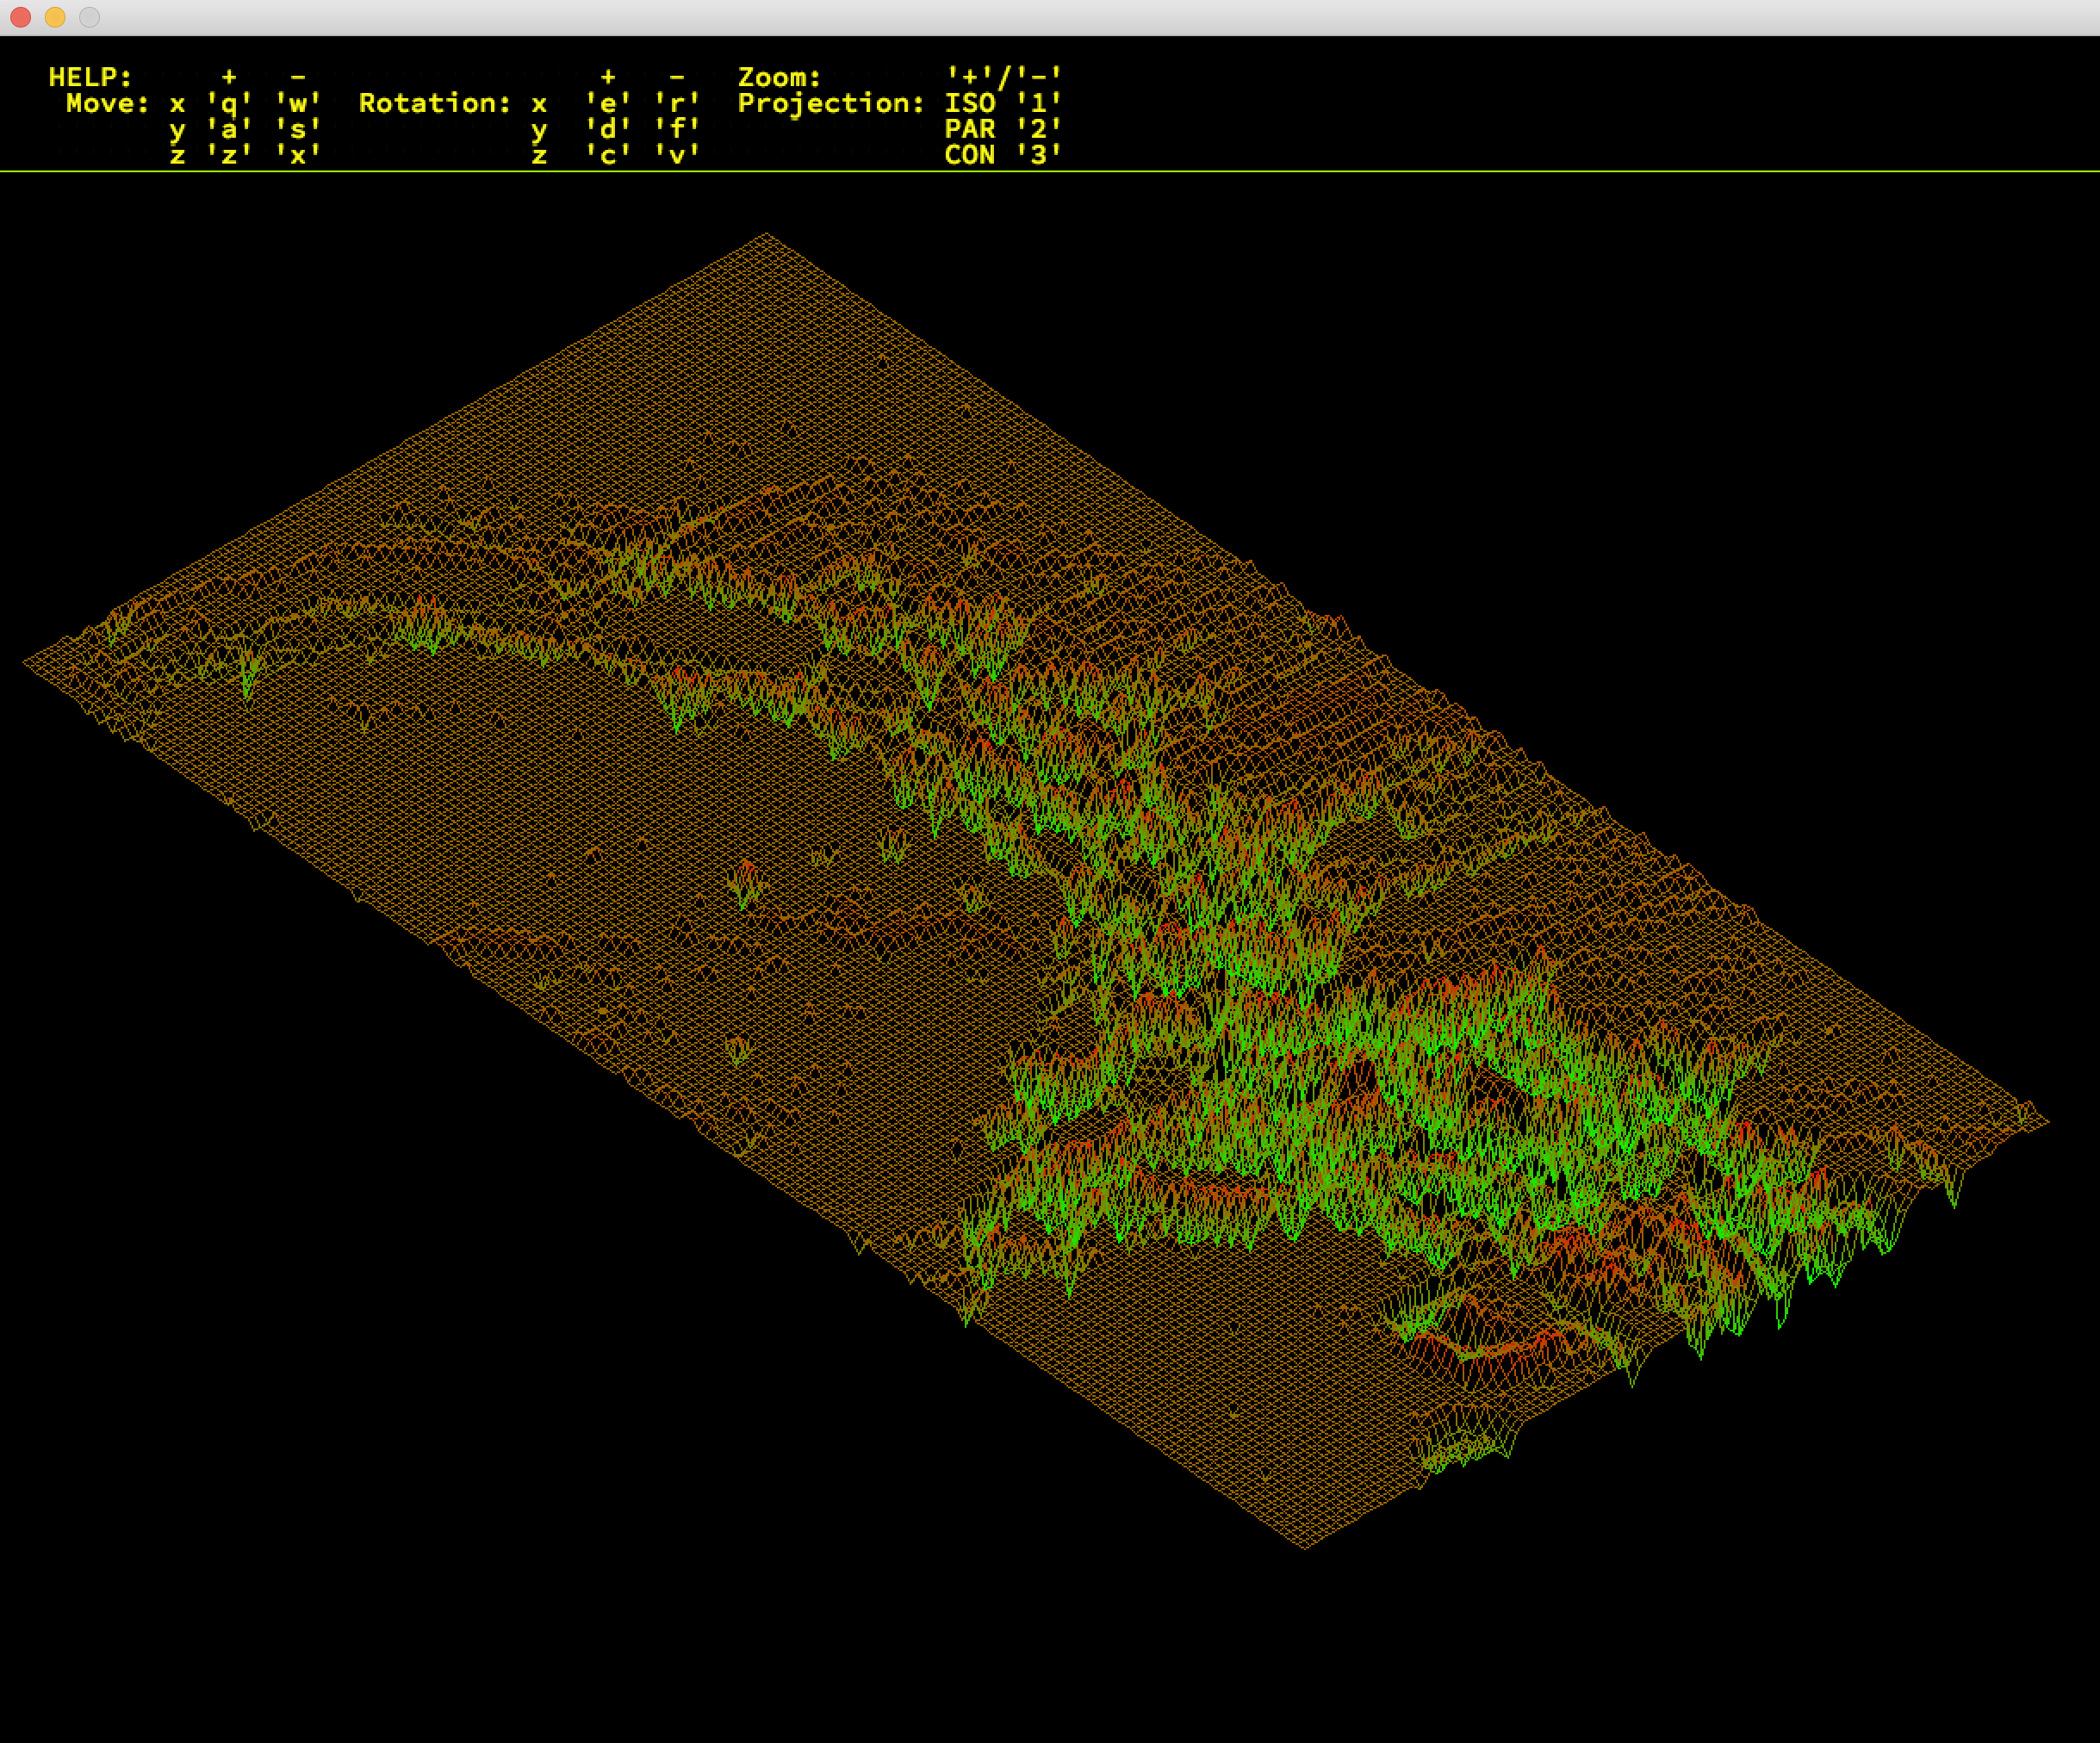 HELP: + - + - Zoom: '+'/'-'
Move: x 'q' 'w' Rotation: x 'e' 'r' Projection: ISO '1'
y 'a' 's' y 'd' 'f' PAR '2'
z 'z' 'x' z 'c' 'v' CON '3'